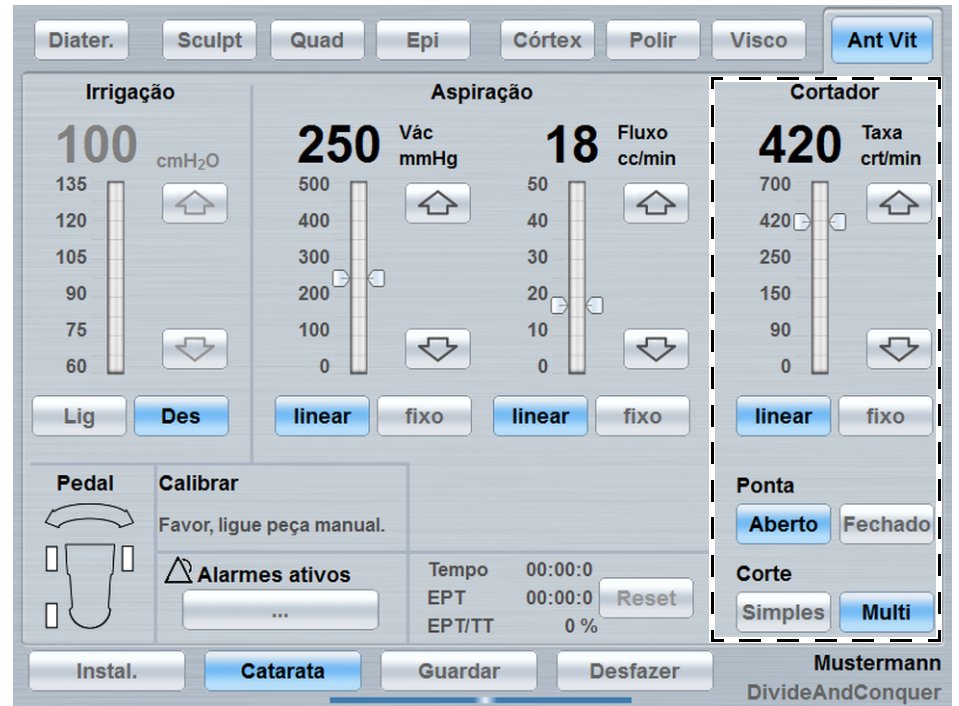 Diater. Sculpt Quad Epi Córtex Polir Visco Ant Vit
Irrigação Aspiração Cortador
100 cmH₂O 250 Vác mmHg 18 Fluxo cc/min 420 Taxa crt/min
135 500 50 700
120 400 40 420
105 300 30 250
90 200 20 150
75 100 10 90
60 0 0 0
Lig Des linear fixo linear fixo linear fixo
Pedal Calibrar Ponta
Favor, ligue peça manual. Aberto Fechado
Alarmes ativos Tempo 00:00:0 Corte
... EPT 00:00:0 Reset Simples Multi
EPT/TT 0 %
Instal. Catarata Guardar Desfazer Mustermann
DivideAndConquer